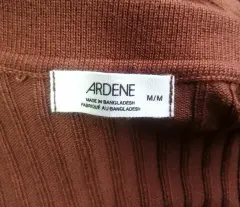 ARDENE
MADE IN BANGLADESH
FABRIQUÉ AU BANGLADESH
M/M